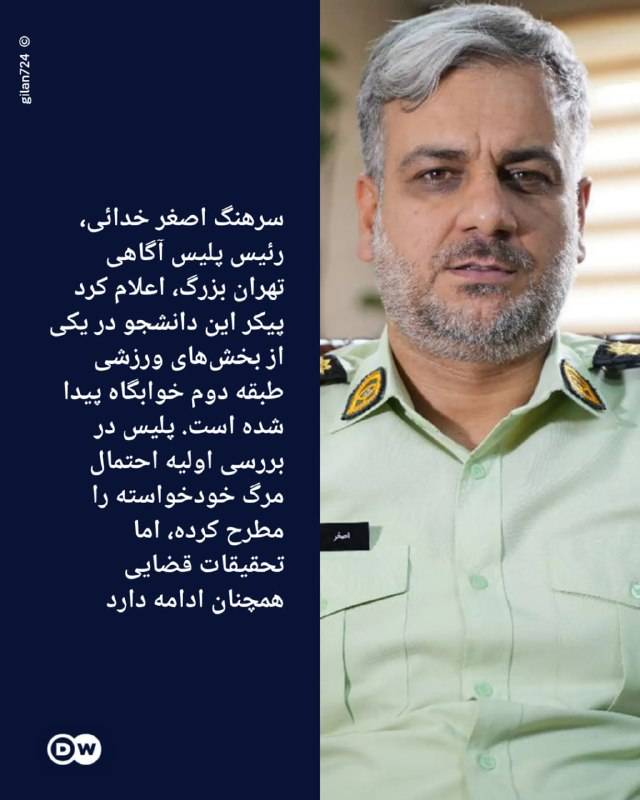 © gilan724
سرهنگ اصغر خدائی،
رئیس پلیس آگاهی
تهران بزرگ، اعلام کرد
پیکر این دانشجو در یکی
از بخش‌های ورزشی
طبقه دوم خوابگاه پیدا
شده است. پلیس در
بررسی اولیه احتمال
مرگ خودخواسته را
مطرح کرده، اما
تحقیقات قضایی
همچنان ادامه دارد
اصغر
DW